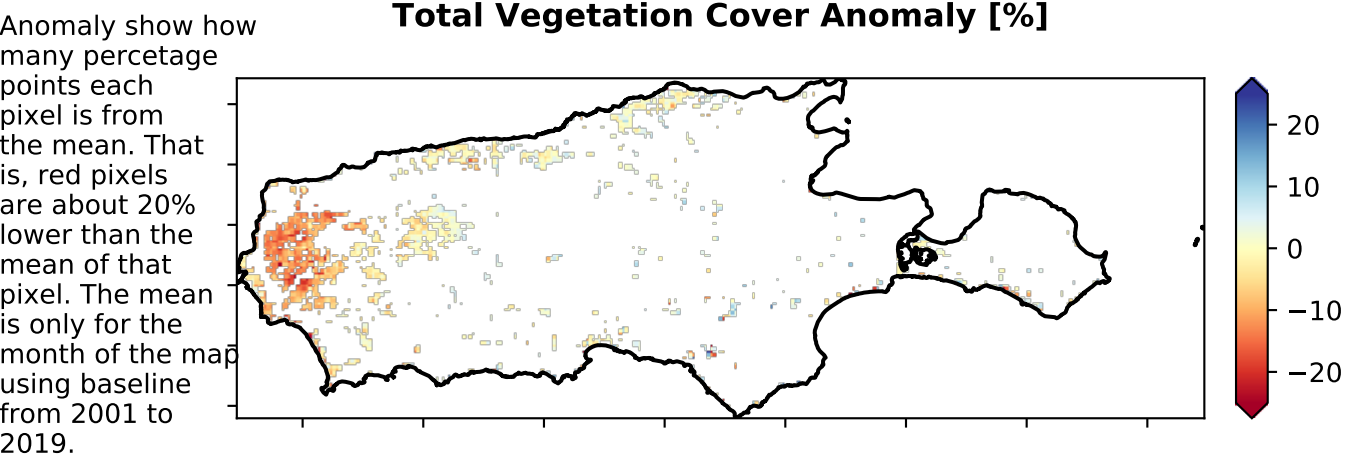 Total Vegetation Cover Anomaly [%]
Anomaly show how
many percetage
points each
pixel is from
the mean. That
is, red pixels
are about 20%
lower than the
mean of that
pixel. The mean
is only for the
month of the map
using baseline
from 2001 to
2019.
20
10
0
−10
−20